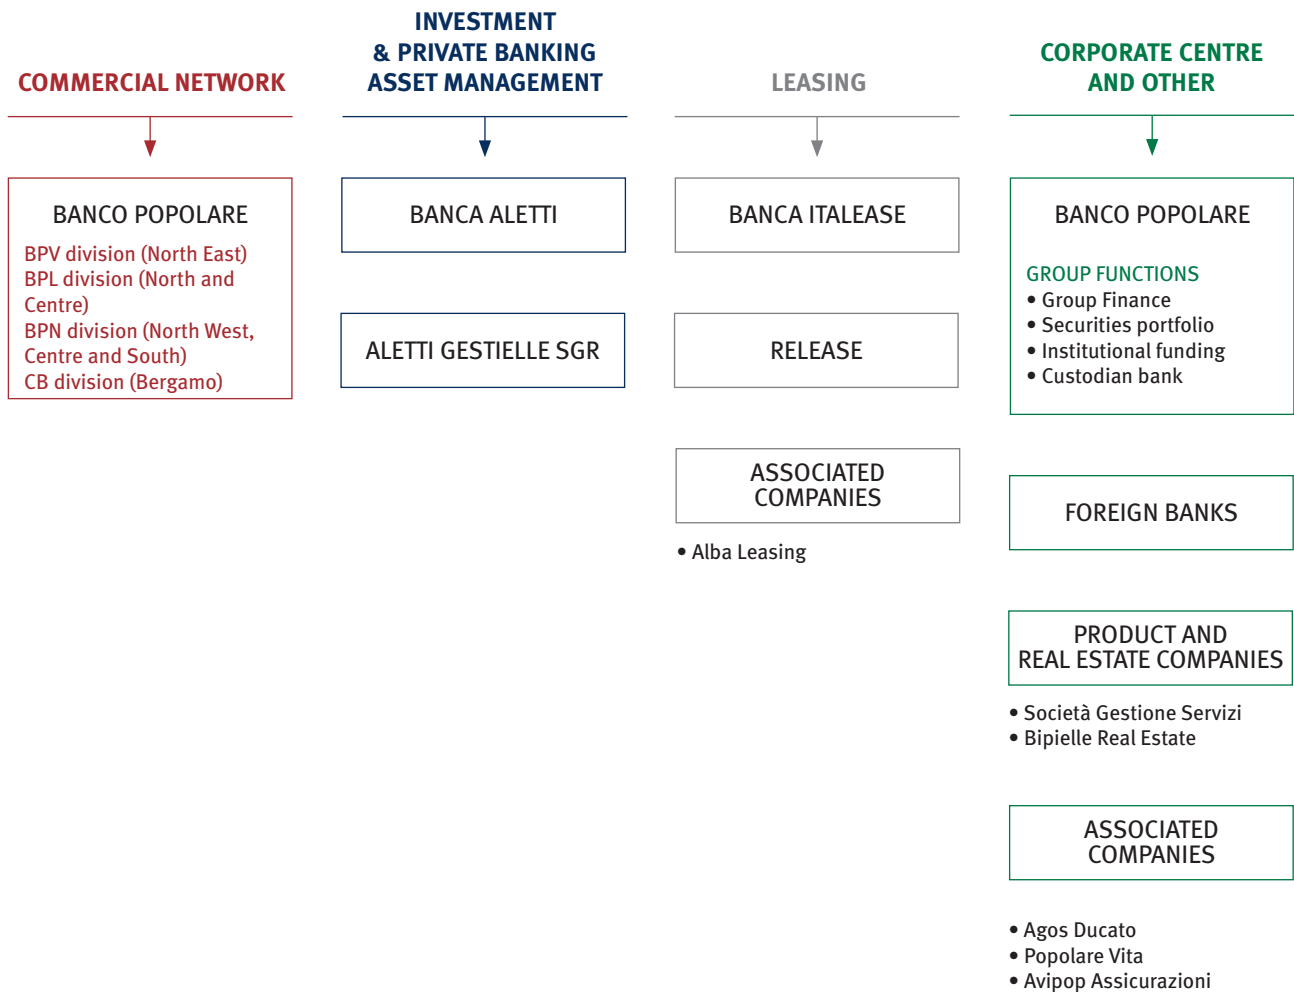 COMMERCIAL NETWORK
BANCO POPOLARE
BPV division (North East)
BPL division (North and
Centre)
BPN division (North West,
Centre and South)
CB division (Bergamo)
INVESTMENT
& PRIVATE BANKING
ASSET MANAGEMENT
BANCA ALETTI
ALETTI GESTIELLE SGR
LEASING
BANCA ITALEASE
RELEASE
ASSOCIATED
COMPANIES
• Alba Leasing
CORPORATE CENTRE
AND OTHER
BANCO POPOLARE
GROUP FUNCTIONS
• Group Finance
• Securities portfolio
• Institutional funding
• Custodian bank
FOREIGN BANKS
PRODUCT AND
REAL ESTATE COMPANIES
• Società Gestione Servizi
• Bipielle Real Estate
ASSOCIATED
COMPANIES
• Agos Ducato
• Popolare Vita
• Avipop Assicurazioni